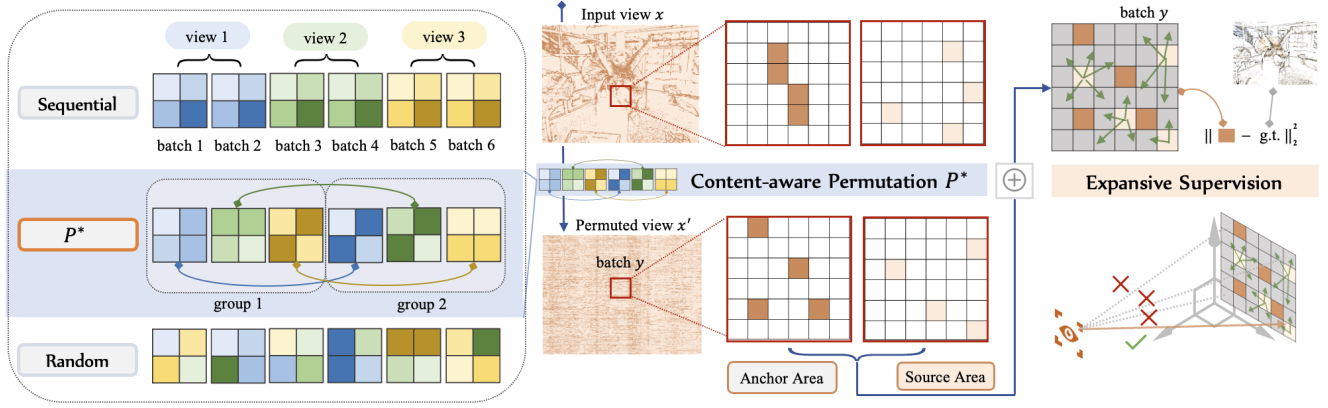 view 1
view 2
view 3
Sequential
batch 1
batch 2
batch 3
batch 4
batch 5
batch 6
P*
group 1
group 2
Random
Input view x
Content-aware Permutation P*
Permuted view x′
batch y
Anchor Area
Source Area
batch y
|| − g.t. ||²₂
Expansive Supervision